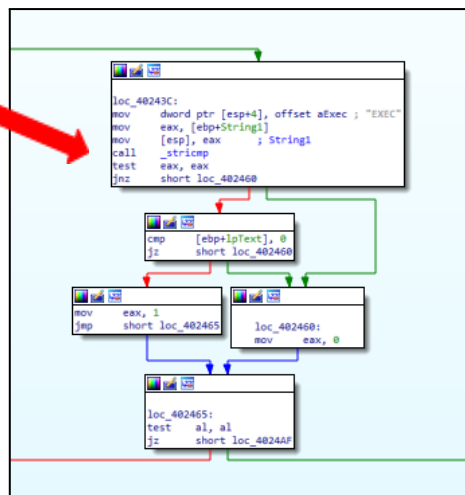 loc_40243C:
mov dword ptr [esp+4], offset aExec ; "EXEC"
mov eax, [ebp+String1]
mov [esp], eax ; String1
call _stricmp
test eax, eax
jnz short loc_402460
cmp [ebp+lpText], 0
jz short loc_402460
mov eax, 1
jmp short loc_402465
loc_402460:
mov eax, 0
loc_402465:
test al, al
jz short loc_4024AF